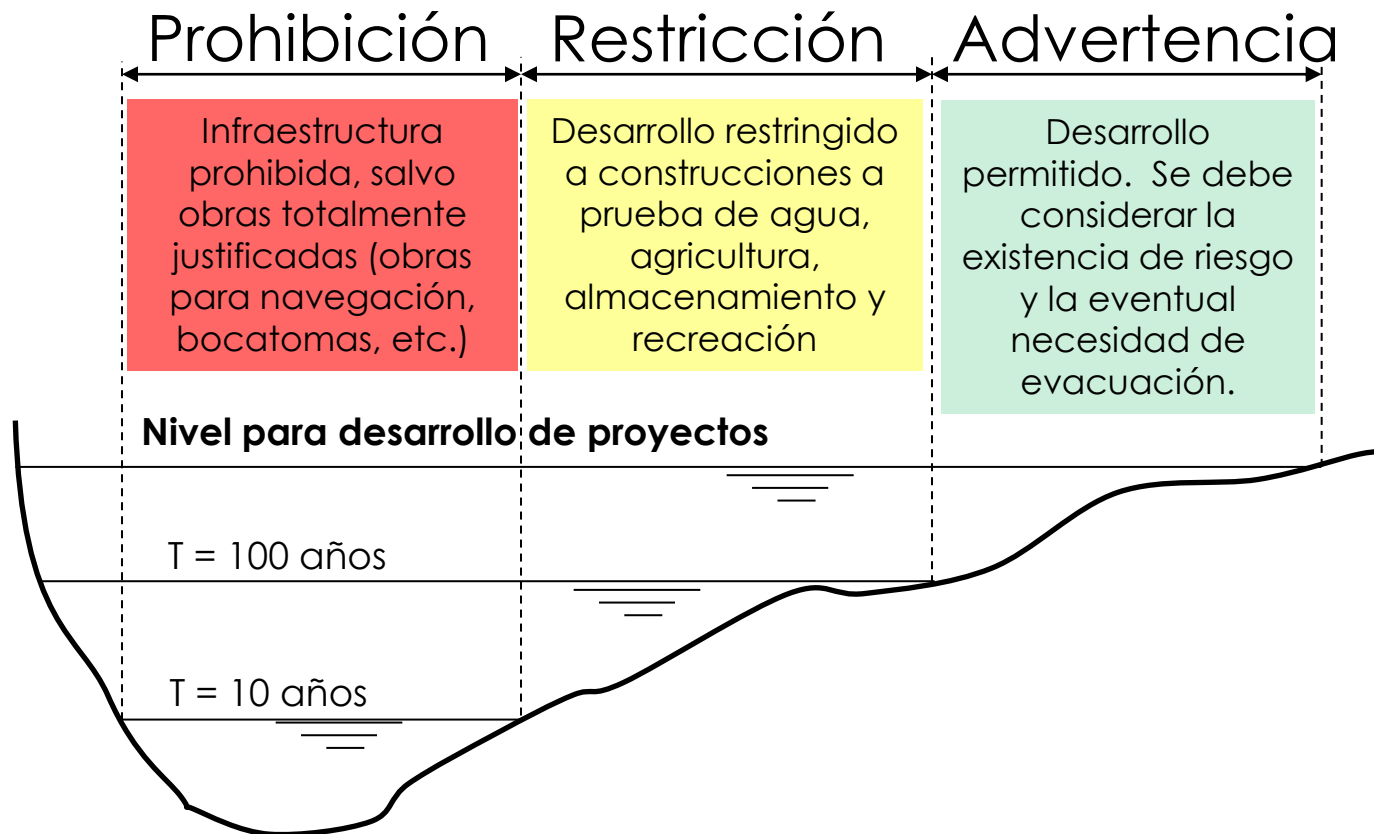 Prohibición
Restricción
Advertencia
Infraestructura
prohibida, salvo
obras totalmente
justificadas (obras
para navegación,
bocatomas, etc.)
Desarrollo restringido
a construcciones a
prueba de agua,
agricultura,
almacenamiento y
recreación
Desarrollo
permitido. Se debe
considerar la
existencia de riesgo
y la eventual
necesidad de
evacuación.
Nivel para desarrollo de proyectos
T = 100 años
T = 10 años